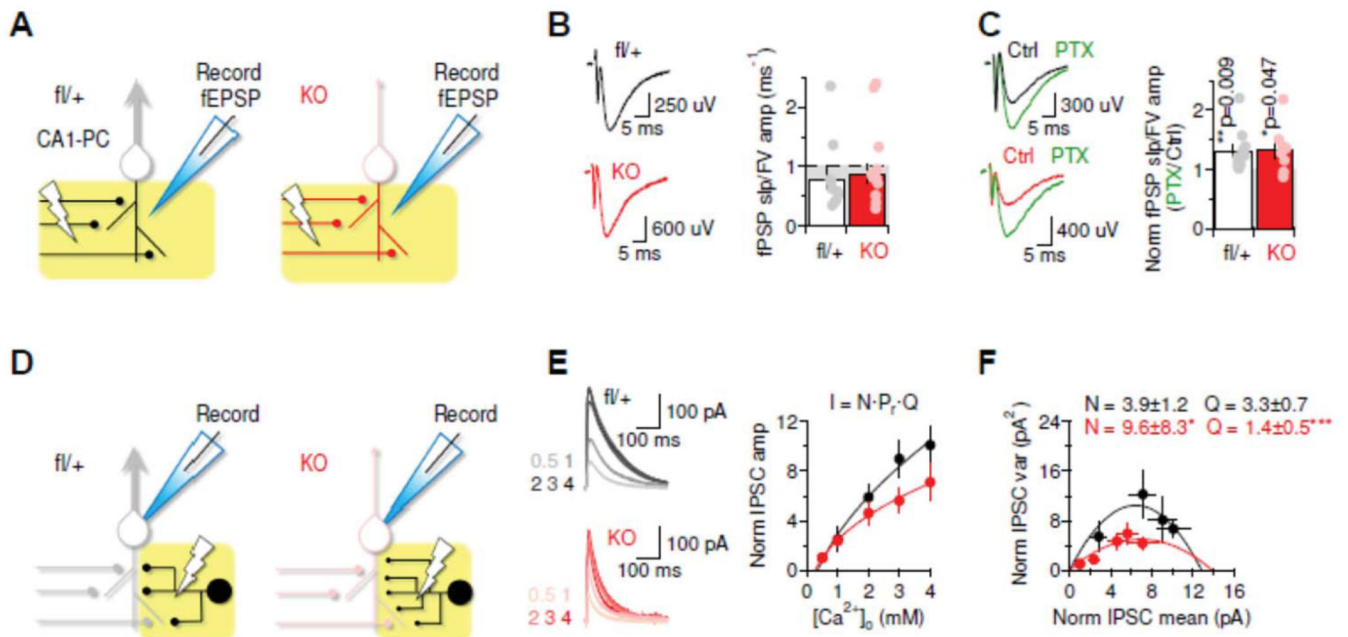 A
fl/+
CA1-PC
Record
fEPSP
KO
Record
fEPSP
B
fl/+
250 uV
5 ms
KO
600 uV
5 ms
fPSP slp/FV amp (ms⁻¹)
2
1
0
fl/+ KO
C
Ctrl PTX
300 uV
5 ms
Ctrl PTX
400 uV
5 ms
Norm fPSP slp/FV amp
(PTX/Ctrl)
2
1
0
**p=0.009
*p=0.047
fl/+ KO
D
fl/+
Record
KO
Record
E
fl/+
100 pA
100 ms
0.5 1
2 3 4
KO
100 pA
100 ms
0.5 1
2 3 4
I = N·Pr·Q
Norm IPSC amp
12
8
4
0
0 1 2 3 4
[Ca²⁺]₀ (mM)
F
N = 3.9±1.2 Q = 3.3±0.7
N = 9.6±8.3* Q = 1.4±0.5***
Norm IPSC var (pA²)
24
16
8
0
0 4 8 12 16
Norm IPSC mean (pA)